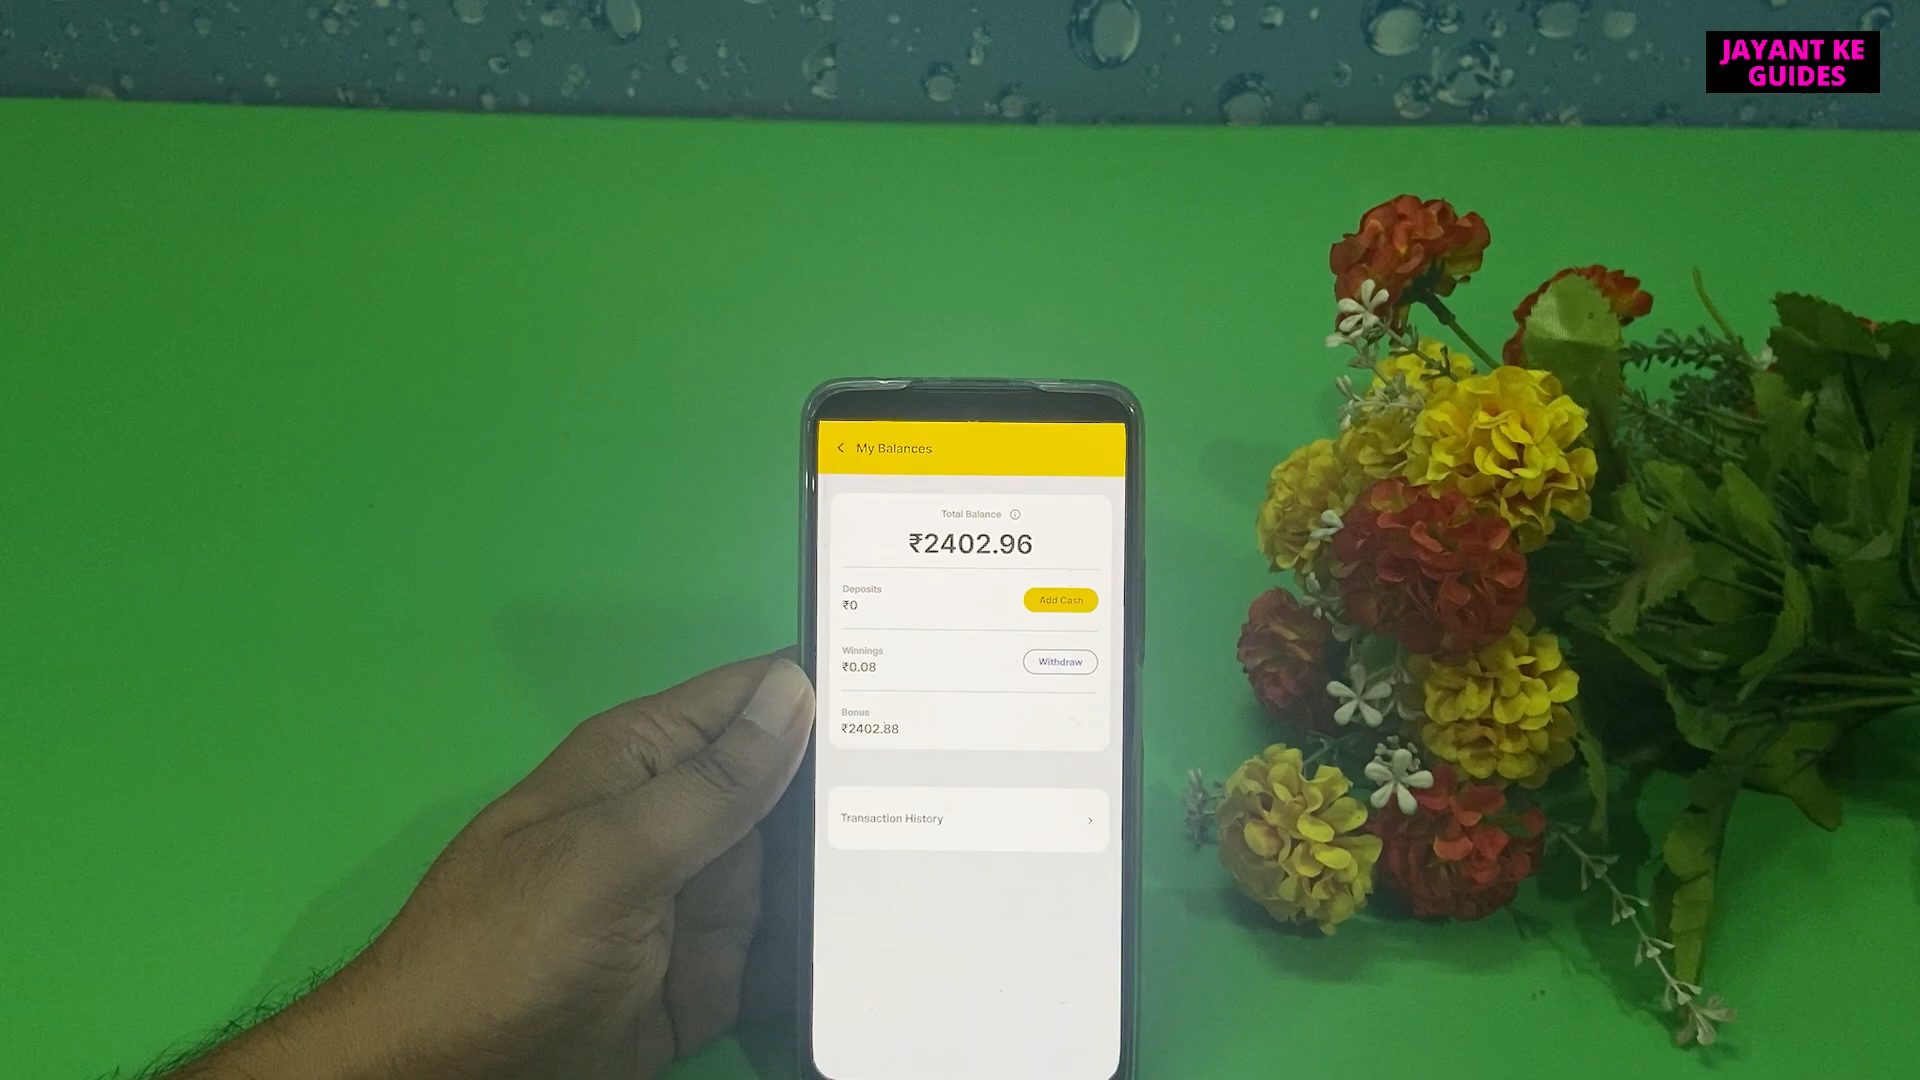 JAYANT KE
GUIDES
My Balances
Total Balance
₹2402.96
Deposits
₹0
Add Cash
Winnings
₹0.08
Withdraw
Bonus
₹2402.88
Transaction History